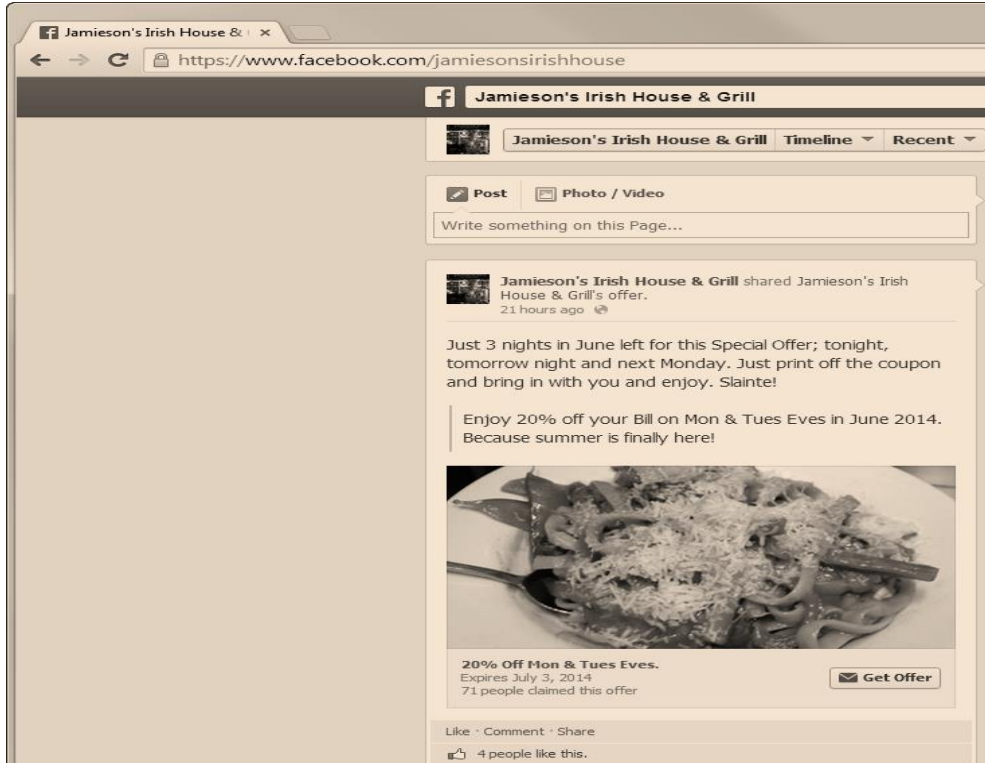 Jamieson's Irish House &
https://www.facebook.com/jamiesonsirishhouse
Jamieson's Irish House & Grill
Jamieson's Irish House & Grill Timeline Recent
Post Photo / Video
Write something on this Page...
Jamieson's Irish House & Grill shared Jamieson's Irish
House & Grill's offer.
21 hours ago
Just 3 nights in June left for this Special Offer; tonight,
tomorrow night and next Monday. Just print off the coupon
and bring in with you and enjoy. Slainte!
Enjoy 20% off your Bill on Mon & Tues Eves in June 2014.
Because summer is finally here!
20% Off Mon & Tues Eves.
Expires July 3, 2014
71 people claimed this offer
Get Offer
Like · Comment · Share
4 people like this.